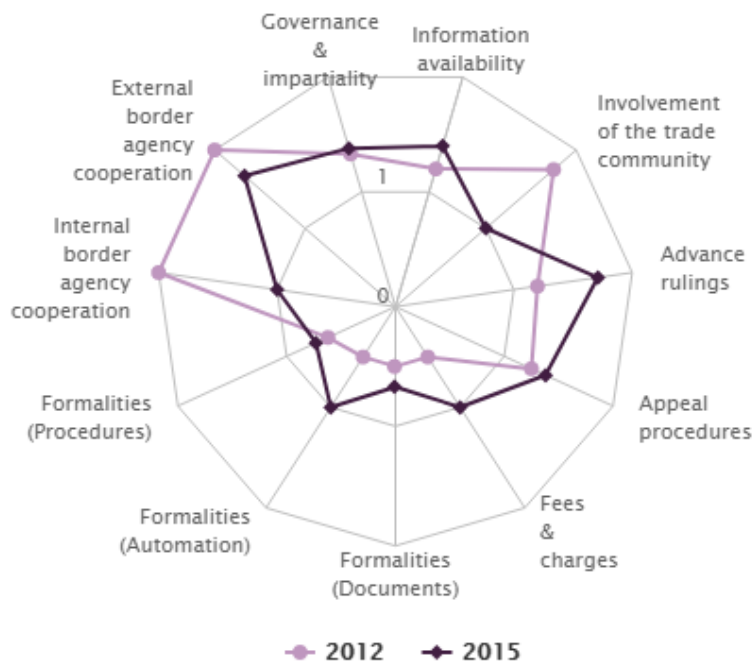 Governance
&
impartiality
Information
availability
Involvement
of the trade
community
Advance
rulings
Appeal
procedures
Fees
&
charges
Formalities
(Documents)
Formalities
(Automation)
Formalities
(Procedures)
Internal
border
agency
cooperation
External
border
agency
cooperation
1
0
2012 2015